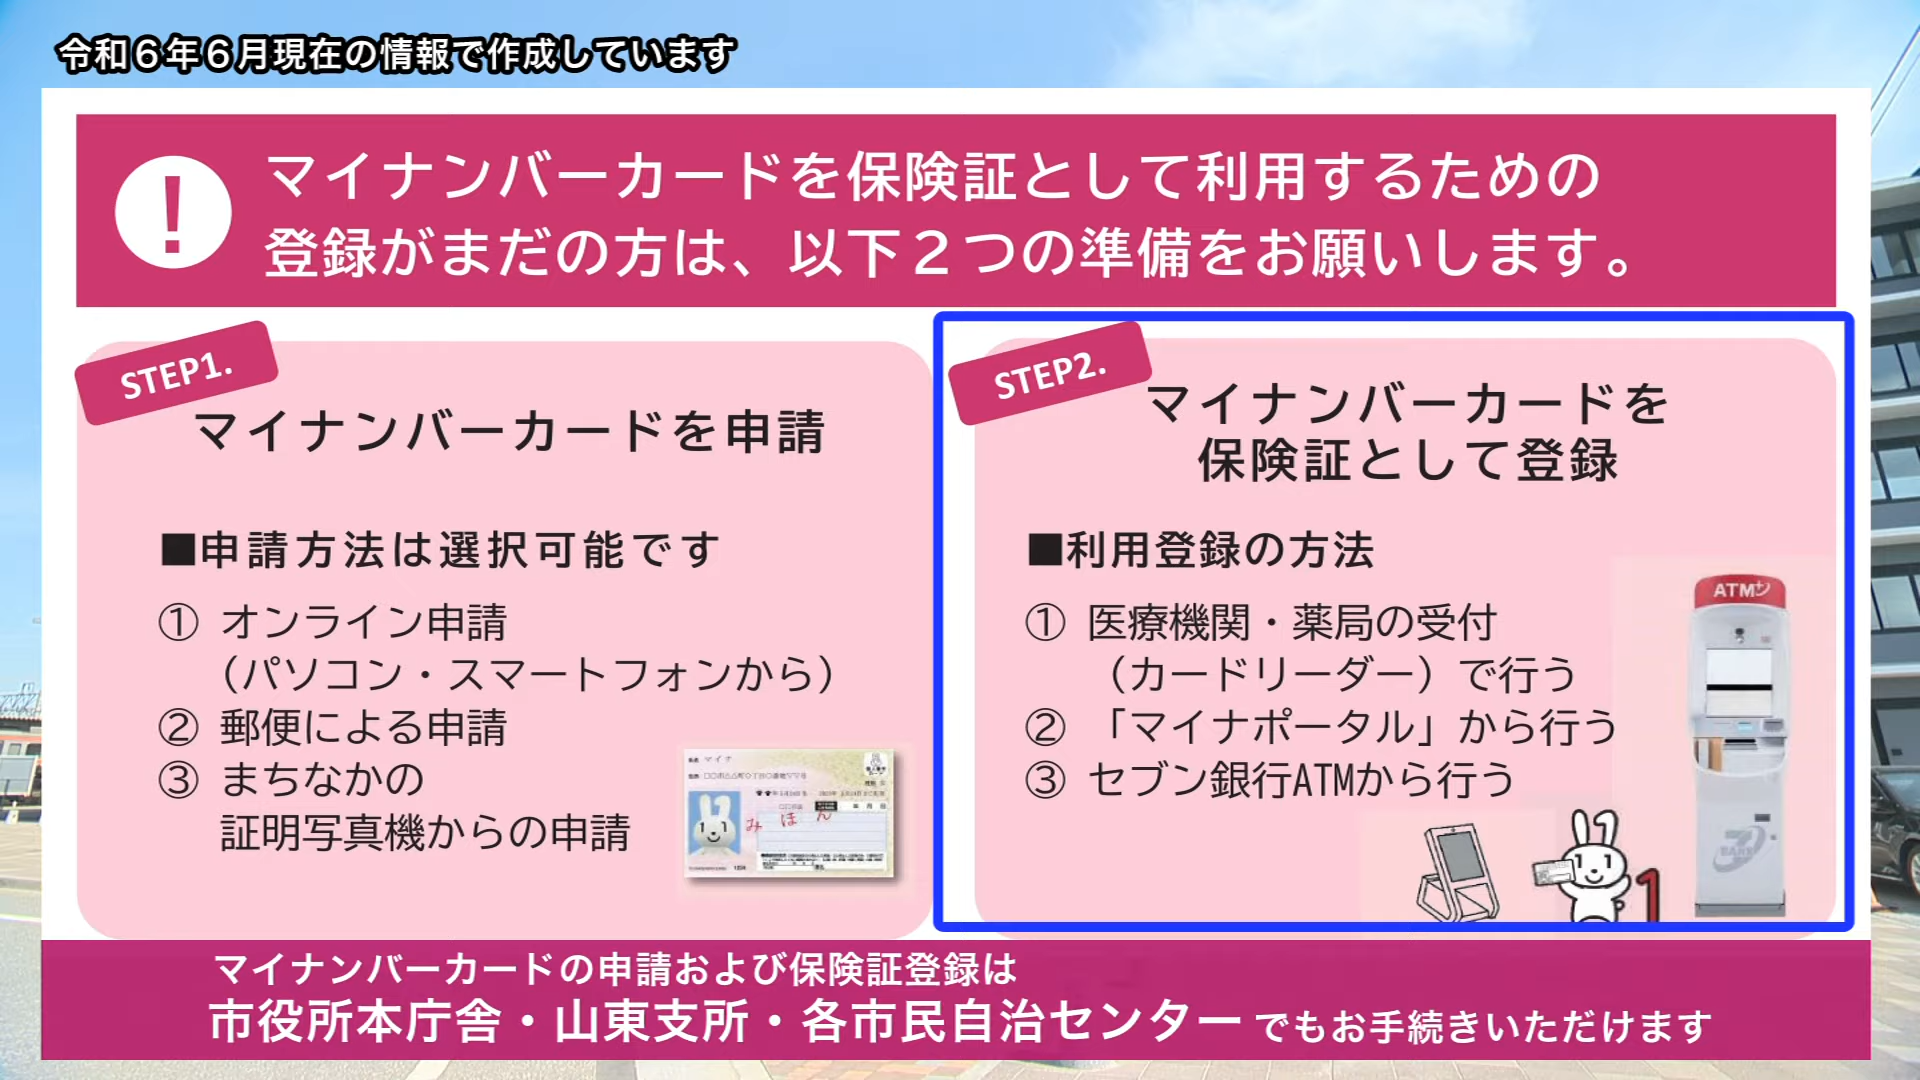 令和６年６月現在の情報で作成しています
!
マイナンバーカードを保険証として利用するための
登録がまだの方は、以下２つの準備をお願いします。
STEP1.
マイナンバーカードを申請
■申請方法は選択可能です
① オンライン申請
（パソコン・スマートフォンから）
② 郵便による申請
③ まちなかの
証明写真機からの申請
マイナ
みほん
STEP2.
マイナンバーカードを
保険証として登録
■利用登録の方法
① 医療機関・薬局の受付
（カードリーダー）で行う
② 「マイナポータル」から行う
③ セブン銀行ATMから行う
ATM
BANK
マイナンバーカードの申請および保険証登録は
市役所本庁舎・山東支所・各市民自治センターでもお手続きいただけます